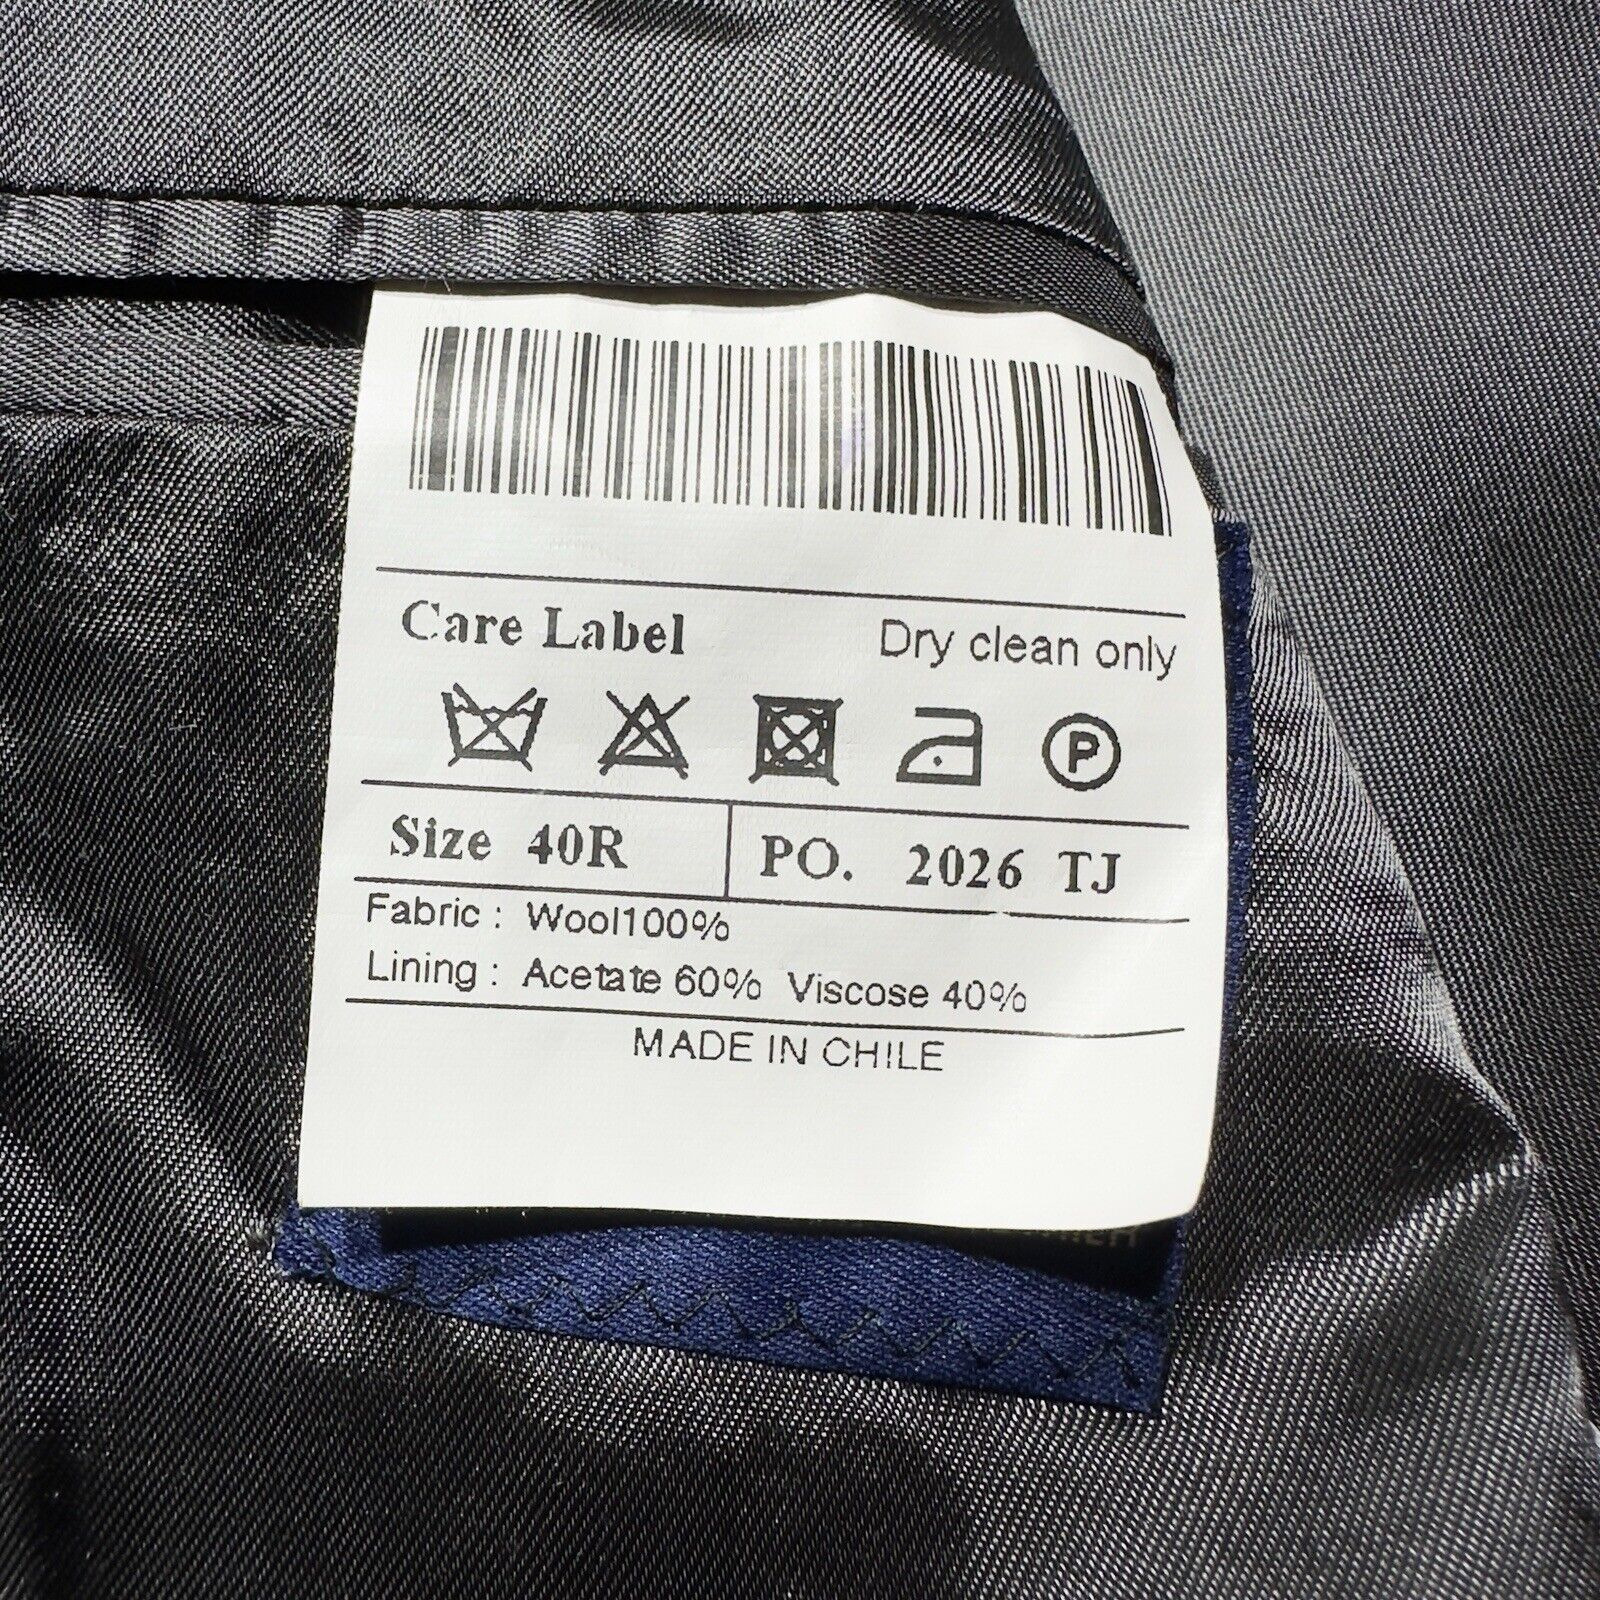 Care Label Dry clean only
P
Size 40R PO. 2026 TJ
Fabric : Wool100%
Lining : Acetate 60% Viscose 40%
MADE IN CHILE